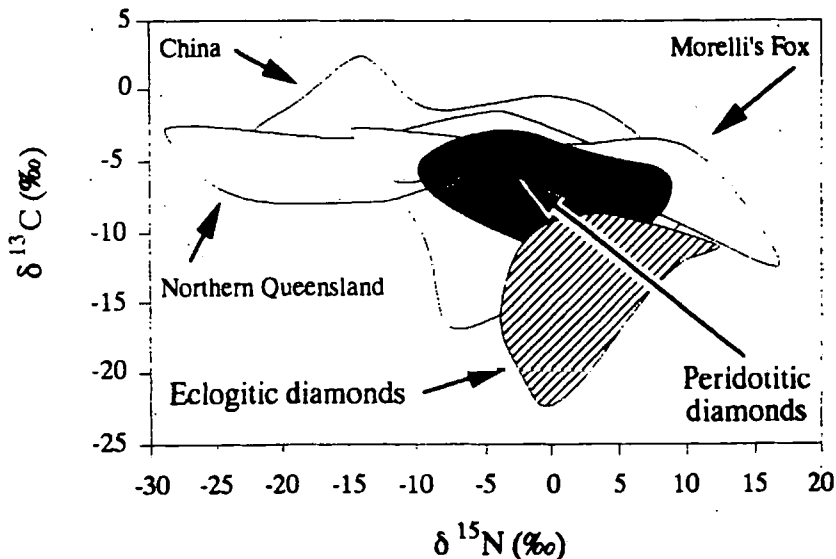 5
0
-5
-10
-15
-20
-25
δ ¹³C (‰)
China
Morelli's Fox
Northern Queensland
Eclogitic diamonds
Peridotitic
diamonds
-30 -25 -20 -15 -10 -5 0 5 10 15 20
δ ¹⁵N (‰)